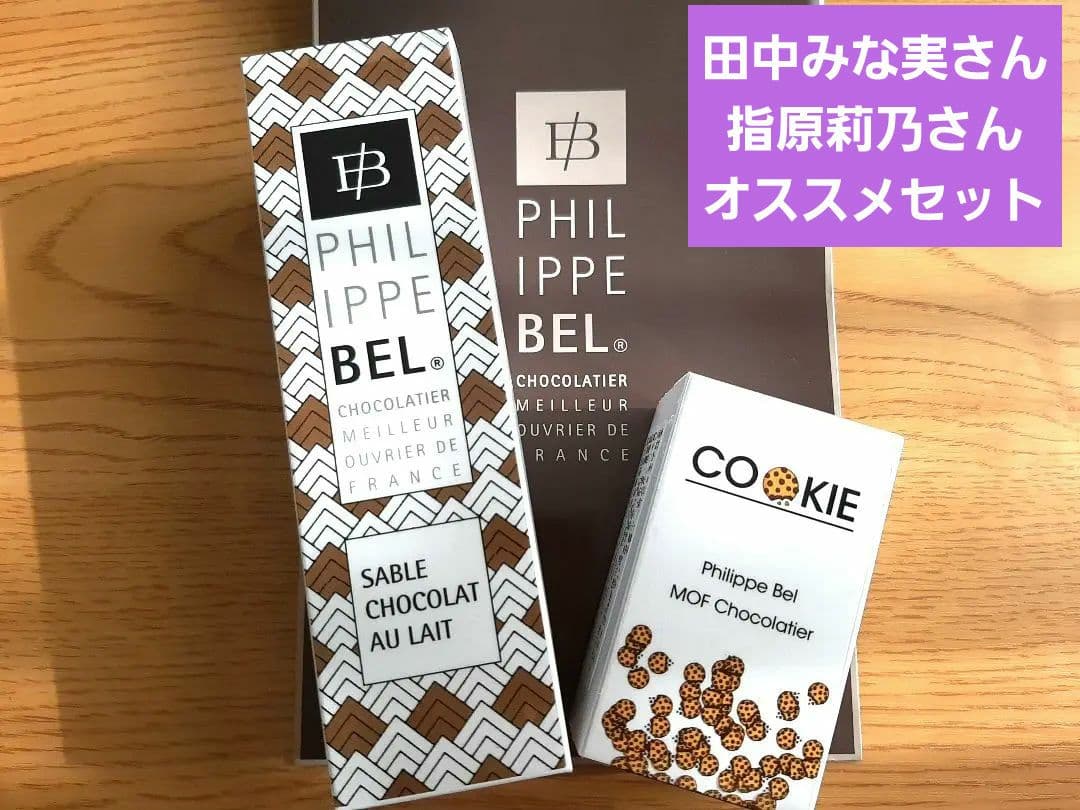 田中みな実さん
指原莉乃さん
オススメセット
PHIL
IPPE
BEL®
CHOCOLATIER
MEILLEUR
OUVRIER DE
FRANCE
SABLE
CHOCOLAT
AU LAIT
PHIL
IPPE
BEL®
CHOCOLATIER
MEILLEUR
OUVRIER DE
FRANCE
COOKIE
Philippe Bel
MOF Chocolatier